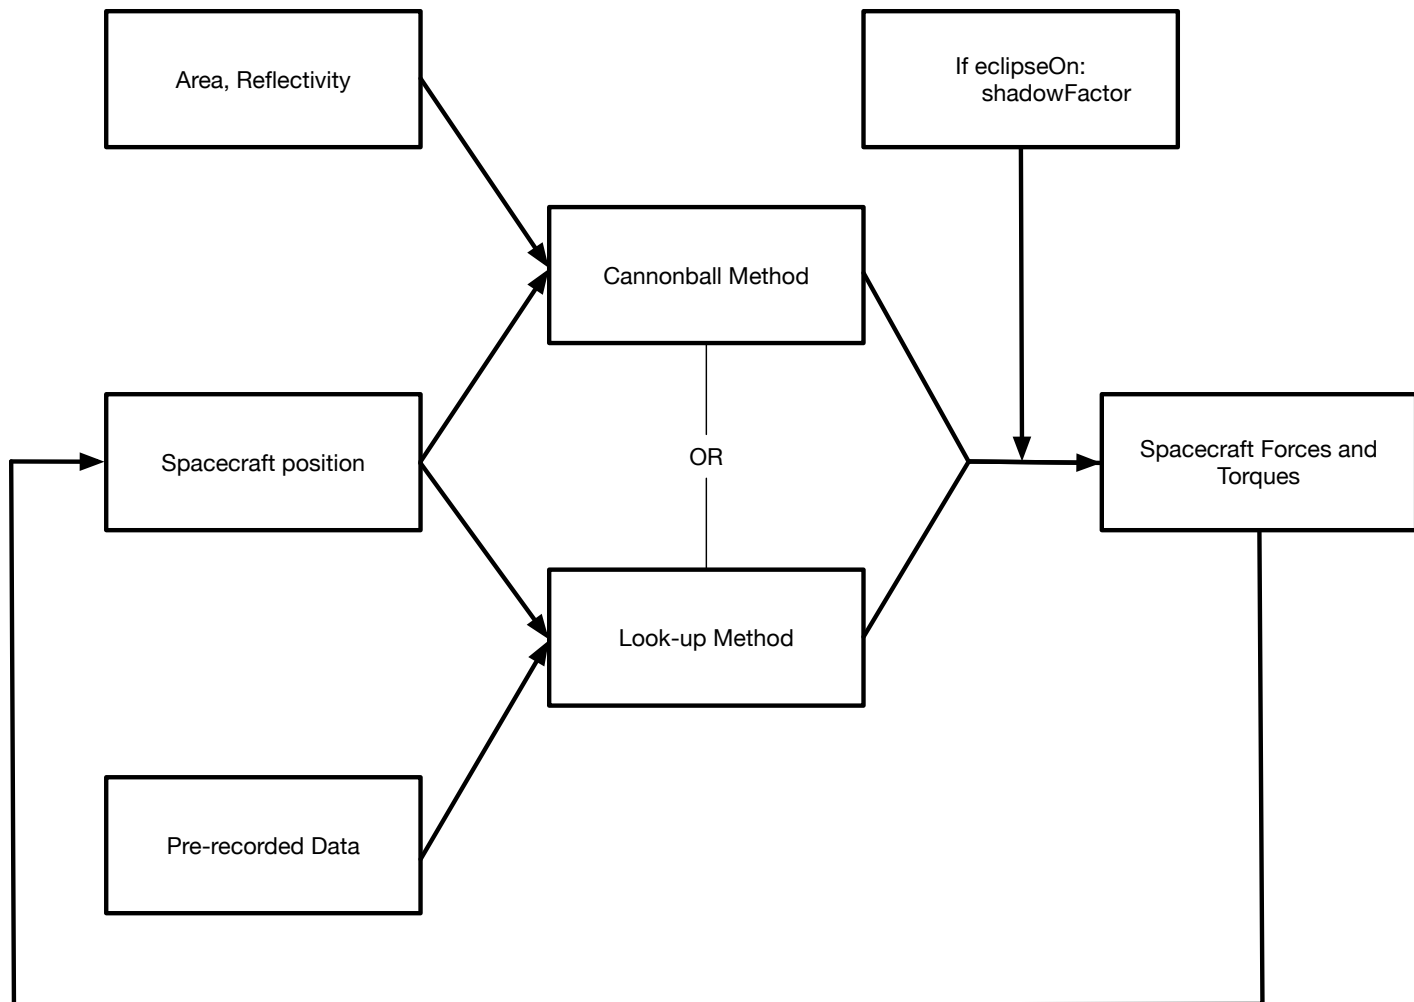 Area, Reflectivity
If eclipseOn:
shadowFactor
Cannonball Method
Spacecraft position
OR
Spacecraft Forces and
Torques
Look-up Method
Pre-recorded Data